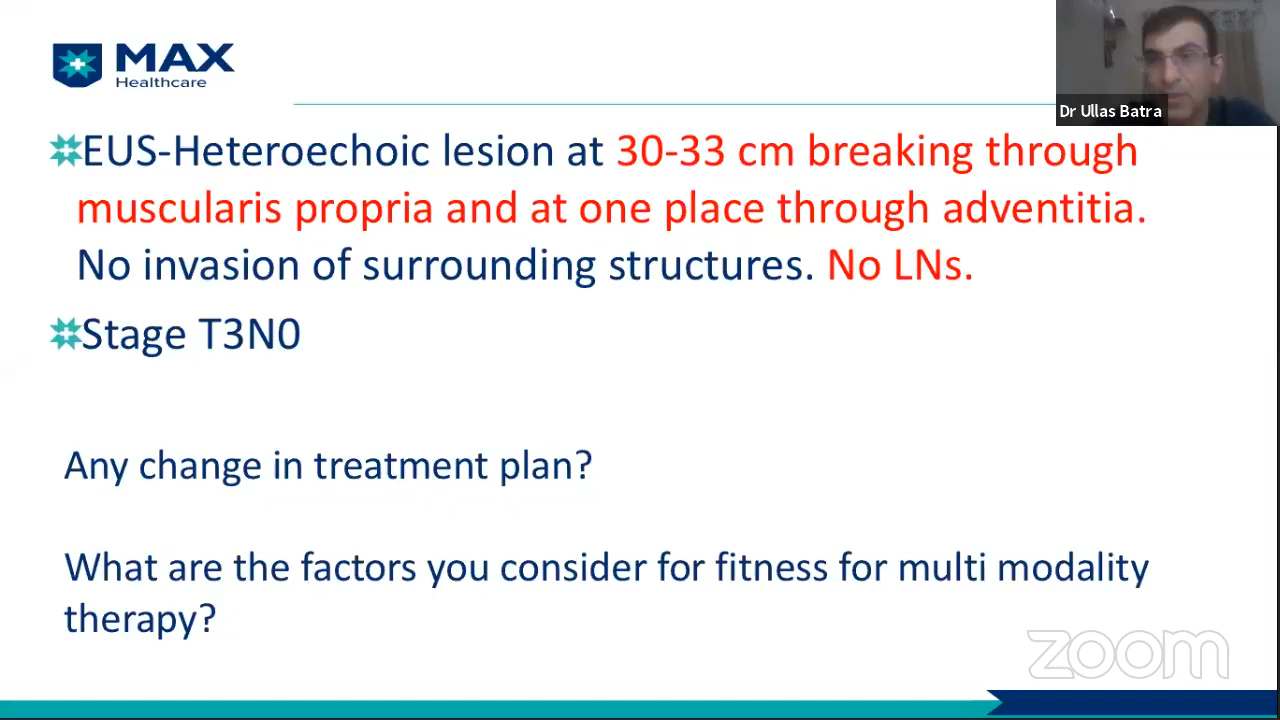 MAX
Healthcare
Dr Ullas Batra
EUS-Heteroechoic lesion at 30-33 cm breaking through
muscularis propria and at one place through adventitia.
No invasion of surrounding structures. No LNs.
Stage T3N0
Any change in treatment plan?
What are the factors you consider for fitness for multi modality
therapy?
zoom